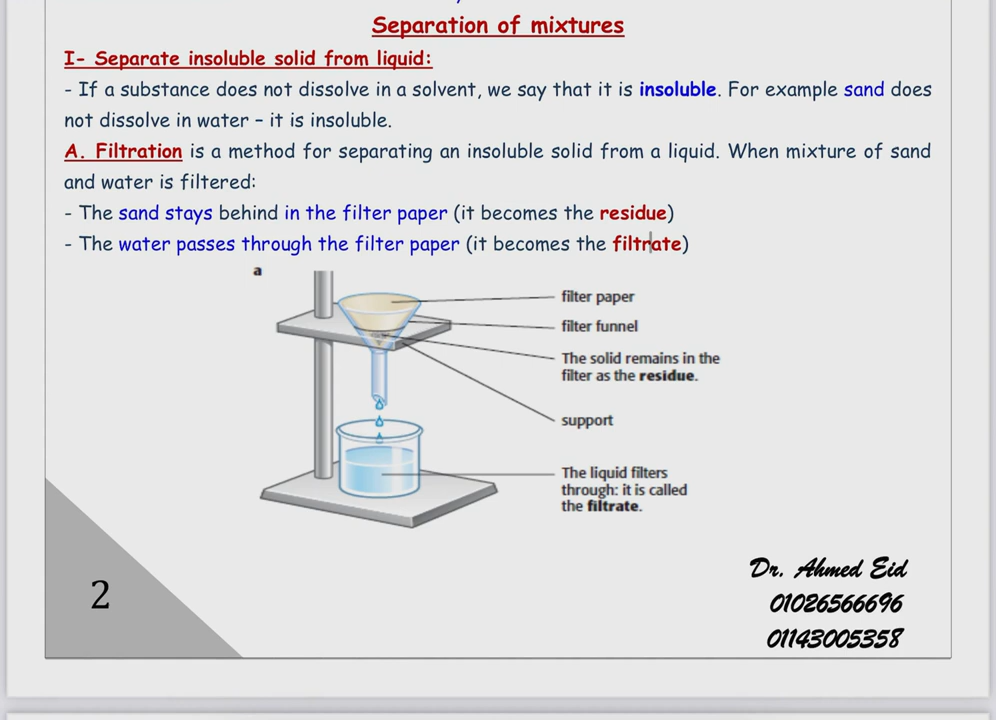 Separation of mixtures
I- Separate insoluble solid from liquid:
- If a substance does not dissolve in a solvent, we say that it is insoluble. For example sand does
not dissolve in water – it is insoluble.
A. Filtration is a method for separating an insoluble solid from a liquid. When mixture of sand
and water is filtered:
- The sand stays behind in the filter paper (it becomes the residue)
- The water passes through the filter paper (it becomes the filtrate)
a
filter paper
filter funnel
The solid remains in the
filter as the residue.
support
The liquid filters
through: it is called
the filtrate.
2
Dr. Ahmed Eid
01026566696
01143005358